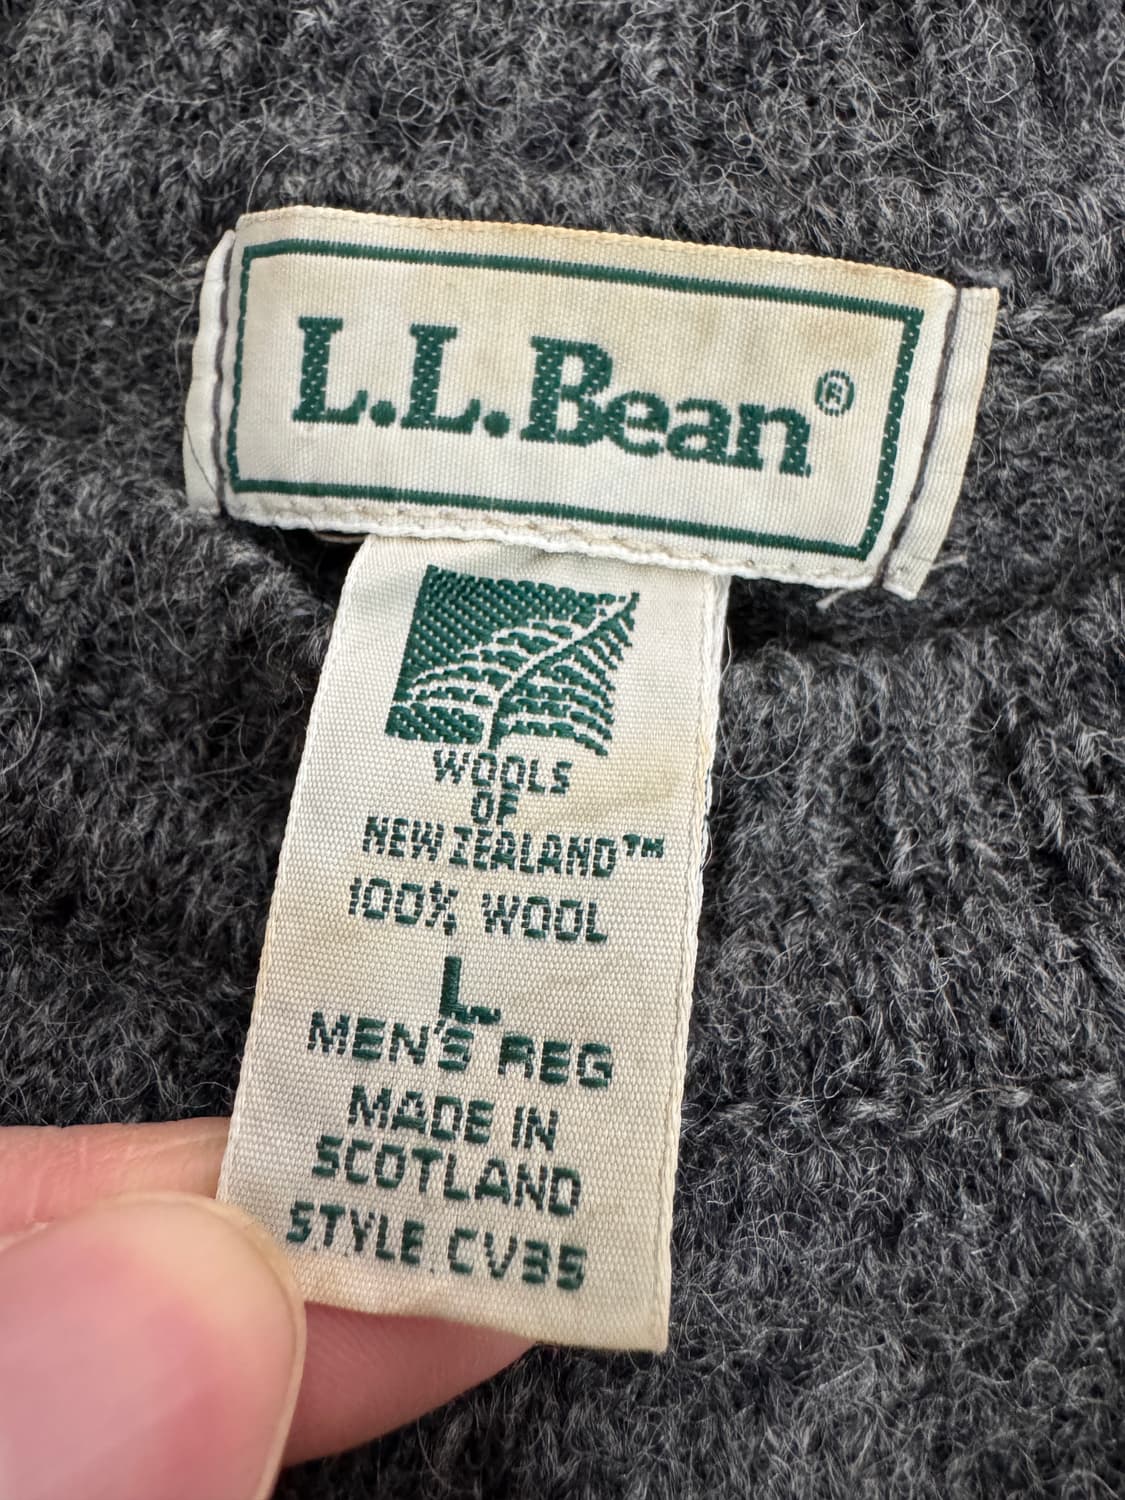 L.L.Bean®
WOOLS
OF
NEW ZEALAND™
100% WOOL
L
MEN'S REG
MADE IN
SCOTLAND
STYLE CV35